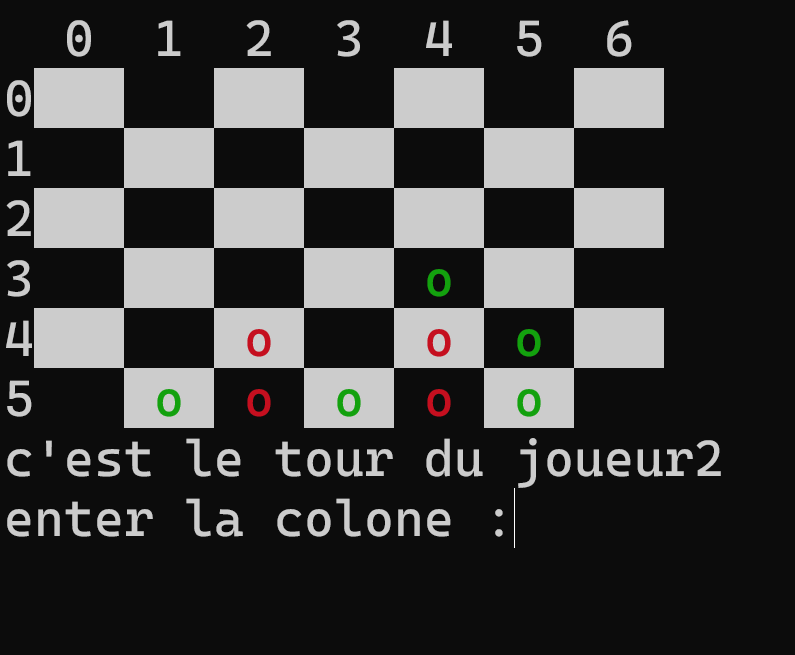 0 1 2 3 4 5 6
0
1
2
3 o
4 o o o
5 o o o o o
c'est le tour du joueur2
enter la colone :